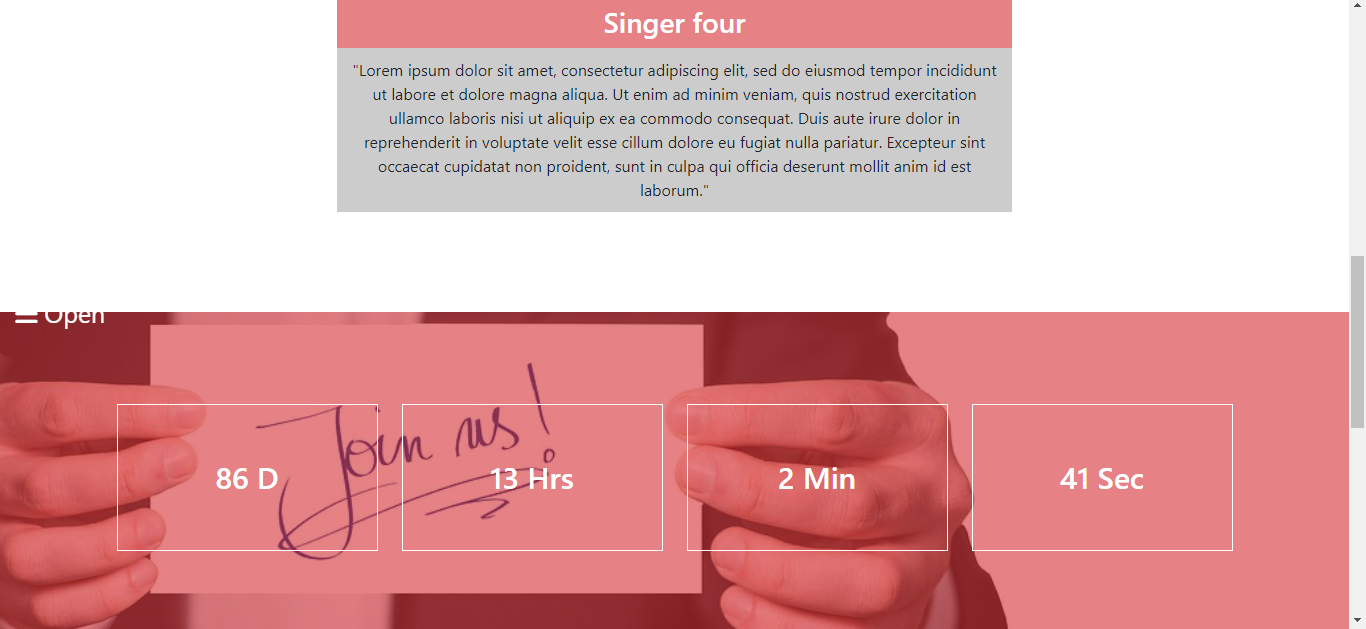 Singer four
"Lorem ipsum dolor sit amet, consectetur adipiscing elit, sed do eiusmod tempor incididunt
ut labore et dolore magna aliqua. Ut enim ad minim veniam, quis nostrud exercitation
ullamco laboris nisi ut aliquip ex ea commodo consequat. Duis aute irure dolor in
reprehenderit in voluptate velit esse cillum dolore eu fugiat nulla pariatur. Excepteur sint
occaecat cupidatat non proident, sunt in culpa qui officia deserunt mollit anim id est
laborum."
Open
Join us!
86 D
13 Hrs
2 Min
41 Sec